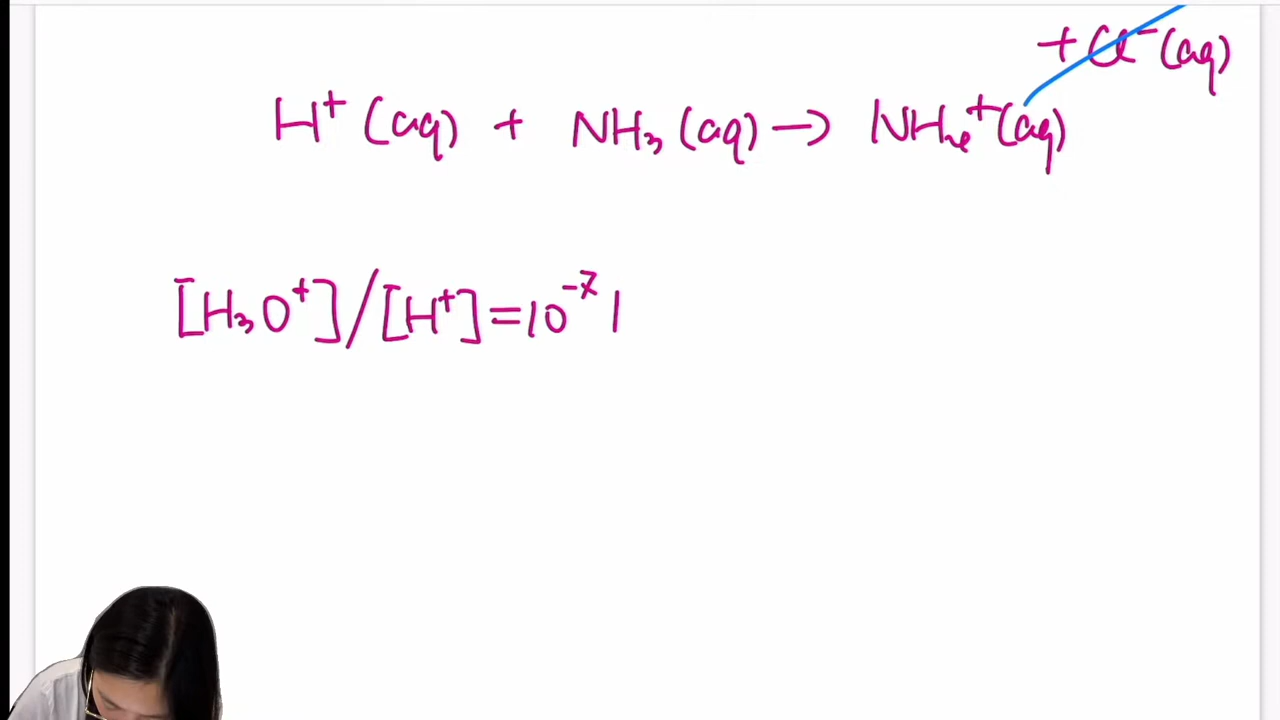 + Cl⁻(aq)
H⁺(aq) + NH₃(aq) → NH₄⁺(aq)
[H₃O⁺]/[H⁺]=10⁻⁷ |